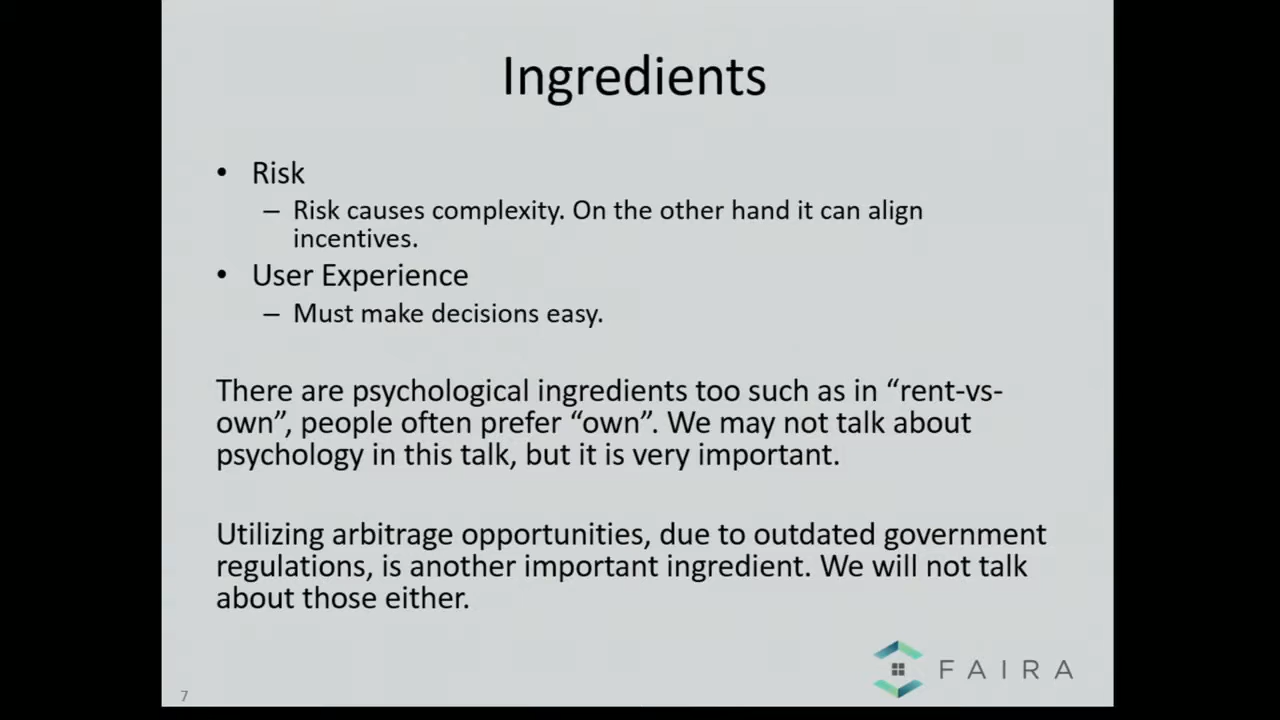 Ingredients
• Risk
– Risk causes complexity. On the other hand it can align
incentives.
• User Experience
– Must make decisions easy.
There are psychological ingredients too such as in “rent-vs-
own”, people often prefer “own”. We may not talk about
psychology in this talk, but it is very important.
Utilizing arbitrage opportunities, due to outdated government
regulations, is another important ingredient. We will not talk
about those either.
FAIRA
7